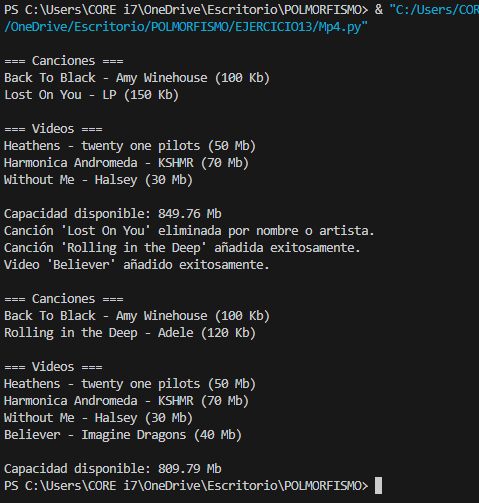 PS C:\Users\CORE i7\OneDrive\Escritorio\POLMORFISMO> & "C:/Users/COR
/OneDrive/Escritorio/POLMORFISMO/EJERCICIO13/Mp4.py"
=== Canciones ===
Back To Black - Amy Winehouse (100 Kb)
Lost On You - LP (150 Kb)
=== Videos ===
Heathens - twenty one pilots (50 Mb)
Harmonica Andromeda - KSHMR (70 Mb)
Without Me - Halsey (30 Mb)
Capacidad disponible: 849.76 Mb
Canción 'Lost On You' eliminada por nombre o artista.
Canción 'Rolling in the Deep' añadida exitosamente.
Video 'Believer' añadido exitosamente.
=== Canciones ===
Back To Black - Amy Winehouse (100 Kb)
Rolling in the Deep - Adele (120 Kb)
=== Videos ===
Heathens - twenty one pilots (50 Mb)
Harmonica Andromeda - KSHMR (70 Mb)
Without Me - Halsey (30 Mb)
Believer - Imagine Dragons (40 Mb)
Capacidad disponible: 809.79 Mb
PS C:\Users\CORE i7\OneDrive\Escritorio\POLMORFISMO>